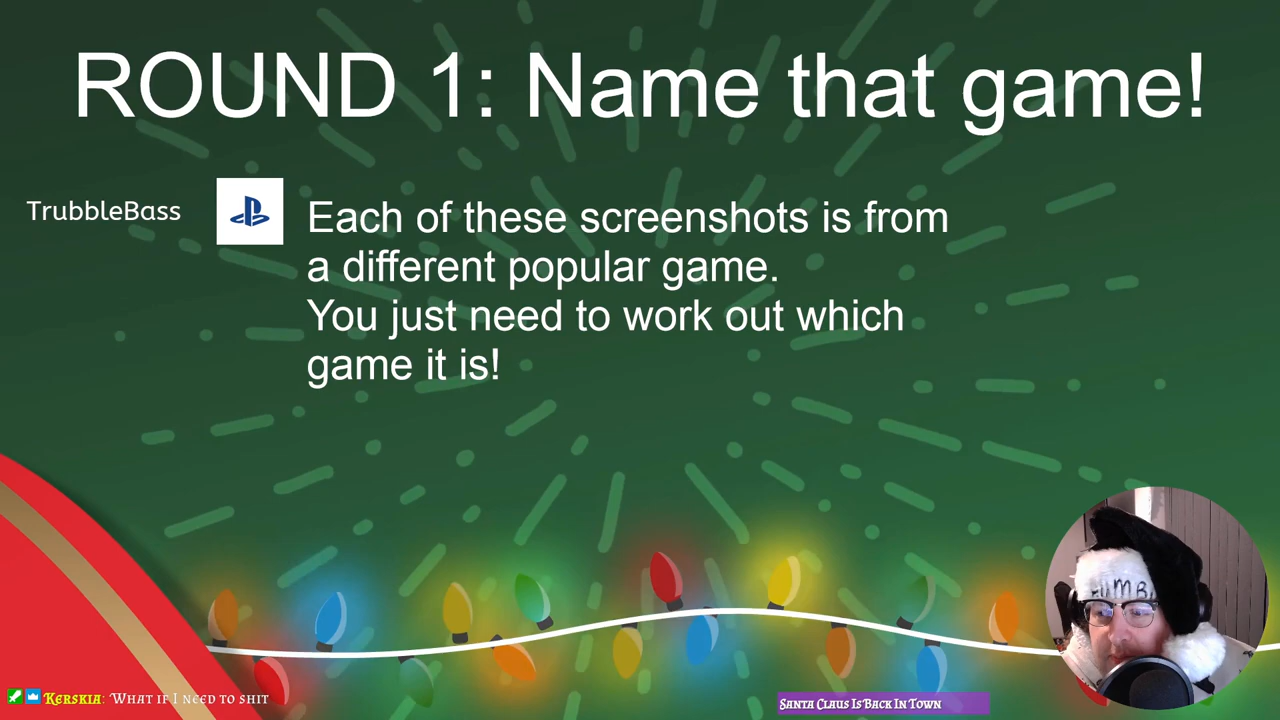 ROUND 1: Name that game!
TrubbleBass
Each of these screenshots is from
a different popular game.
You just need to work out which
game it is!
Kerskia: What if I need to shit
Santa Claus Is Back In Town